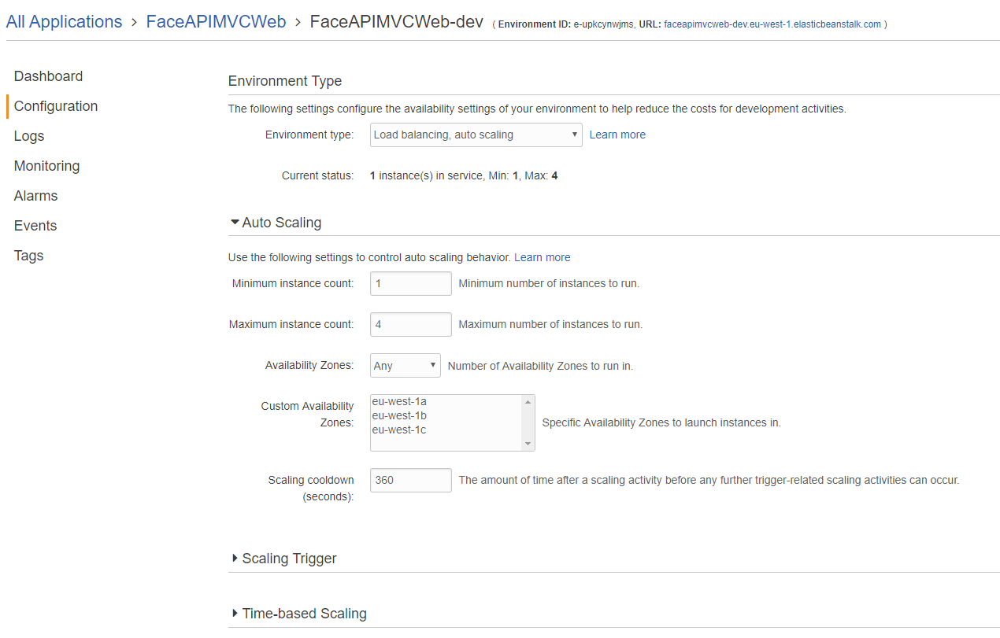 All Applications > FaceAPIMVCWeb > FaceAPIMVCWeb-dev ( Environment ID: e-upkcynwjms, URL: faceapimvcweb-dev.eu-west-1.elasticbeanstalk.com )
Dashboard
Configuration
Logs
Monitoring
Alarms
Events
Tags
Environment Type
The following settings configure the availability settings of your environment to help reduce the costs for development activities.
Environment type: Load balancing, auto scaling Learn more
Current status: 1 instance(s) in service, Min: 1, Max: 4
Auto Scaling
Use the following settings to control auto scaling behavior. Learn more
Minimum instance count: 1 Minimum number of instances to run.
Maximum instance count: 4 Maximum number of instances to run.
Availability Zones: Any Number of Availability Zones to run in.
Custom Availability
Zones:
eu-west-1a
eu-west-1b
eu-west-1c
Specific Availability Zones to launch instances in.
Scaling cooldown
(seconds):
360 The amount of time after a scaling activity before any further trigger-related scaling activities can occur.
Scaling Trigger
Time-based Scaling